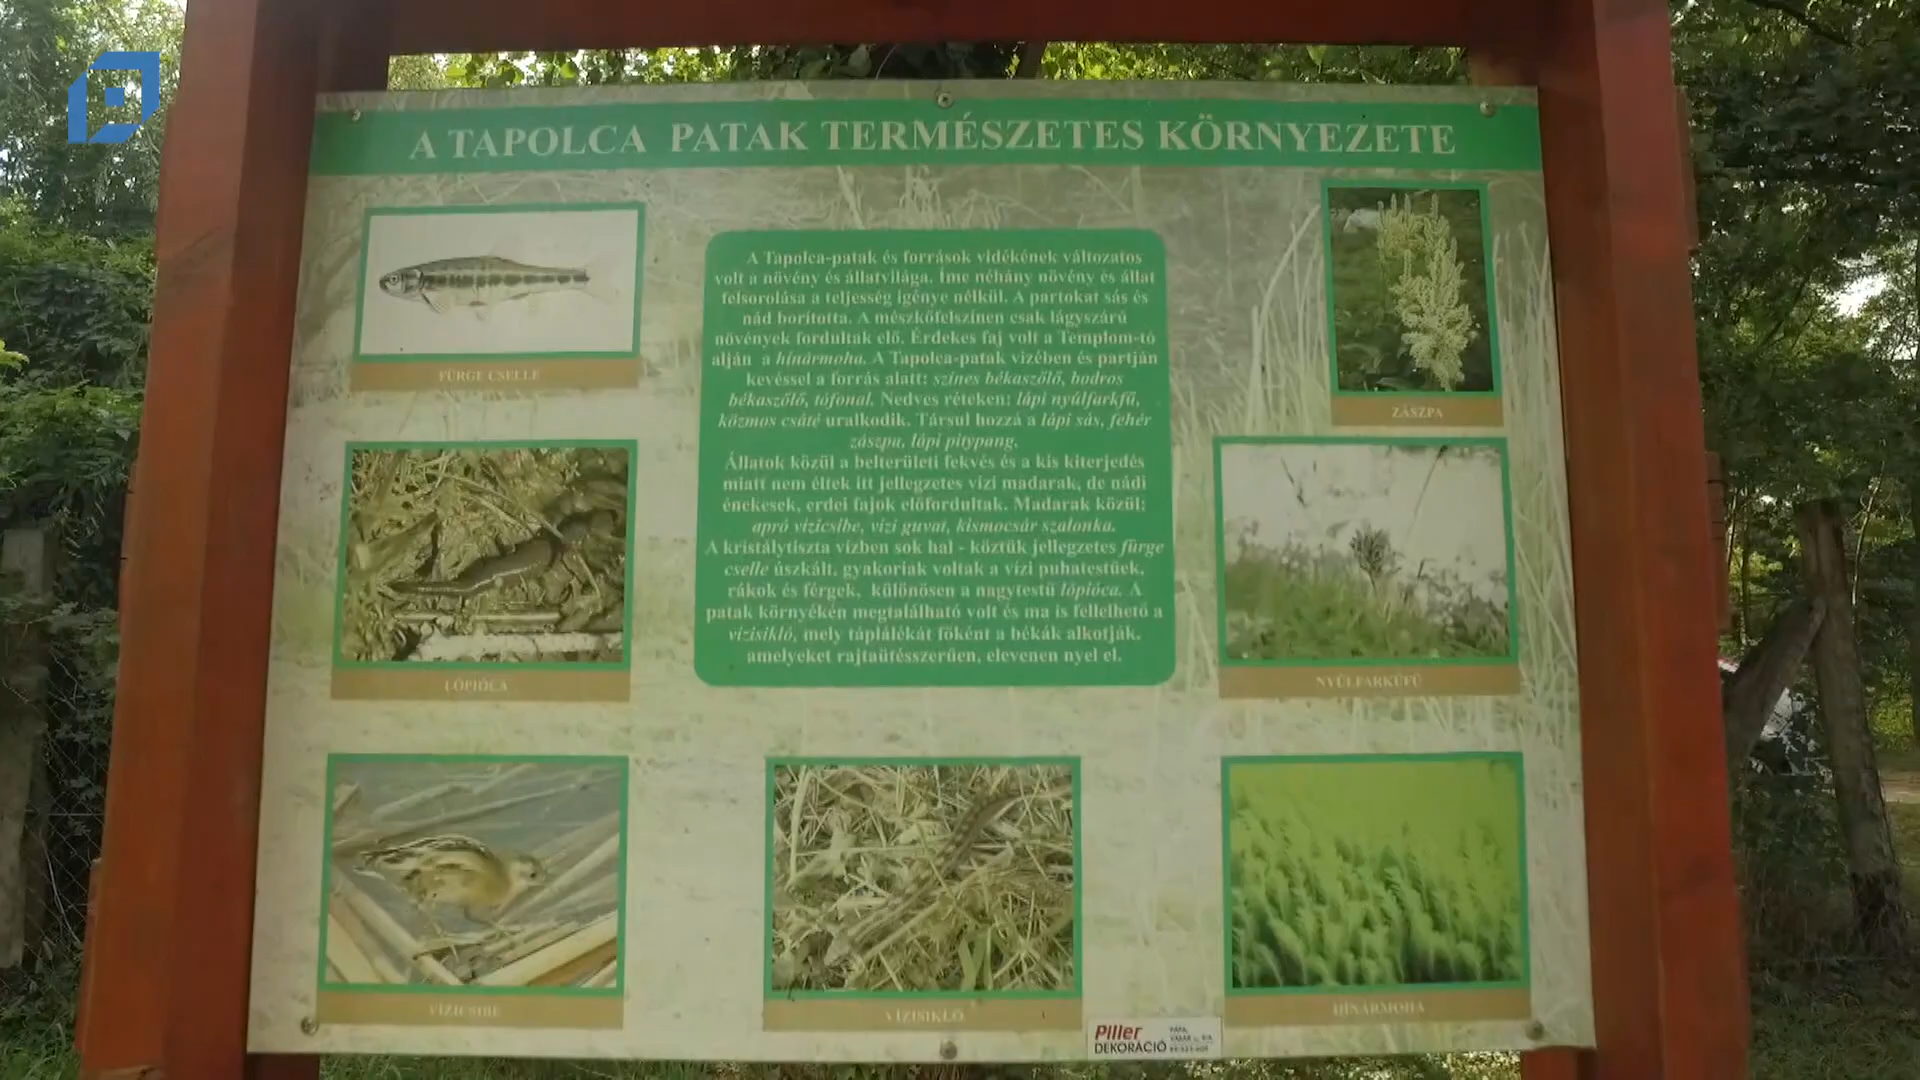 A TAPOLCA PATAK TERMÉSZETES KÖRNYEZETE
FÜRGE CSELLE
LÓPIÓCA
VÍZICSIBE
A Tapolca-patak és források vidékének változatos
volt a növény és állatvilága. Íme néhány növény és állat
felsorolása a teljesség igénye nélkül. A partokat sás és
nád borította. A mészkőfelszínen csak lágyszárú
növények fordultak elő. Érdekes faj volt a Templom-tó
alján a hínármoha. A Tapolca-patak vizében és partján
kevéssel a forrás alatt: színes békaszőlő, bodros
békaszőlő, tófonal. Nedves réteken: lápi nyúlfarkfű,
kózmos csáté uralkodik. Társul hozzá a lápi sás, fehér
zászpa, lápi pitypang.
Állatok közül a belterületi fekvés és a kis kiterjedés
miatt nem éltek itt jellegzetes vízi madarak, de nádi
énekesek, erdei fajok előfordultak. Madarak közül:
apró vízicsibe, vízi guvat, kismocsár szalonka.
A kristálytiszta vízben sok hal - köztük jellegzetes fürge
cselle úszkált, gyakoriak voltak a vízi puhatestűek,
rákok és férgek, különösen a nagytestű lópióca. A
patak környékén megtalálható volt és ma is fellelhető a
vízisikló, mely táplálékát főként a békák alkotják,
amelyeket rajtaütésszerűen, elevenen nyel el.
VÍZISIKLÓ
ZÁSZPA
NYÚLFARKÚFŰ
HÍNÁRMOHA
Piller
DEKORÁCIÓ
PÁPA,